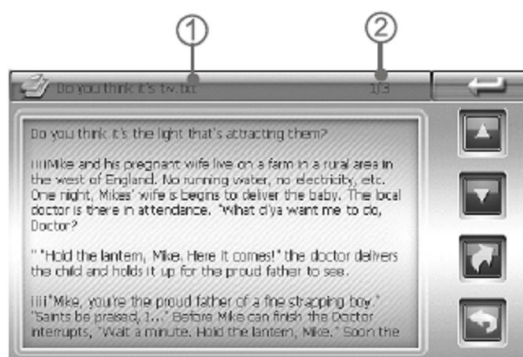 ① ②
Do you think it's tw.txt 1/3
Do you think it's the light that's attracting them?
iiiiMike and his pregnant wife live on a farm in a rural area in
the west of England. No running water, no electricity, etc.
One night, Mikes' wife is begins to deliver the baby. The local
doctor is there in attendance. "What d'ya want me to do,
Doctor?
" "Hold the lantern, Mike. Here it comes!" the doctor delivers
the child and holds it up for the proud father to see.
iiii"Mike, you're the proud father of a fine strapping boy."
"Saints be praised, I..." Before Mike can finish the Doctor
interrupts, "Wait a minute. Hold the lantern, Mike." Soon the